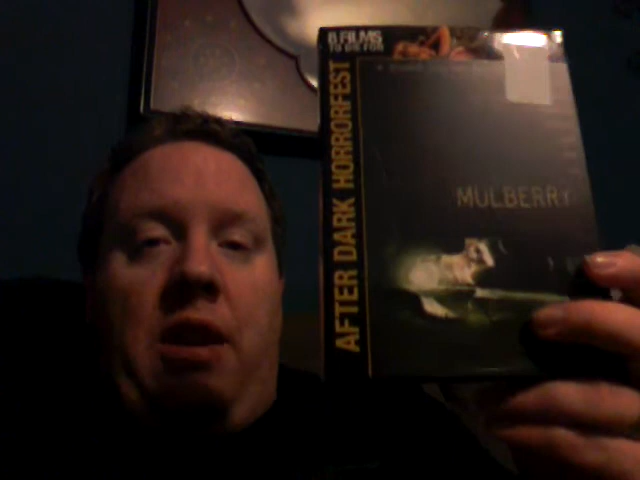 8 FILMS
TO DIE FOR
AFTER DARK HORRORFEST
MULBERRY